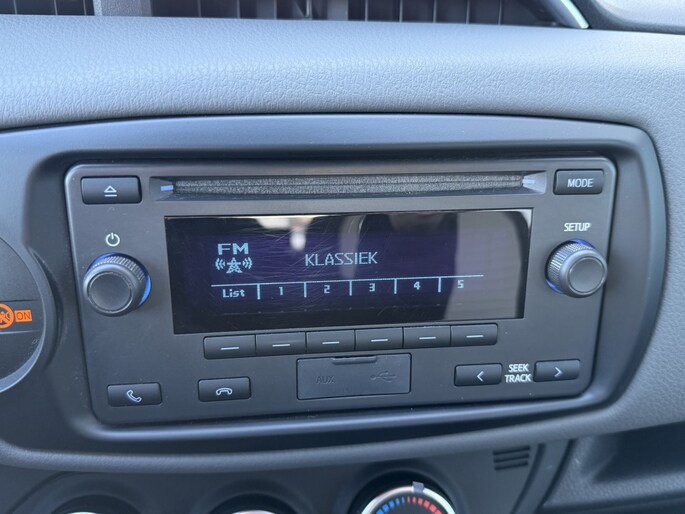 MODE
SETUP
FM
KLASSIEK
List 1 2 3 4 5
ON
AUX
SEEK
TRACK